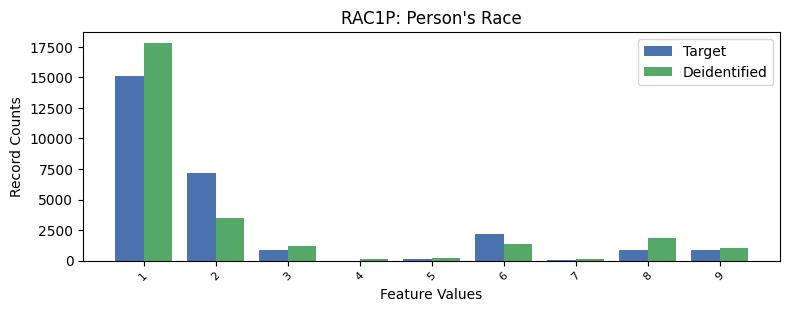 RAC1P: Person's Race
Target
Deidentified
Record Counts
17500
15000
12500
10000
7500
5000
2500
0
1 2 3 4 5 6 7 8 9
Feature Values